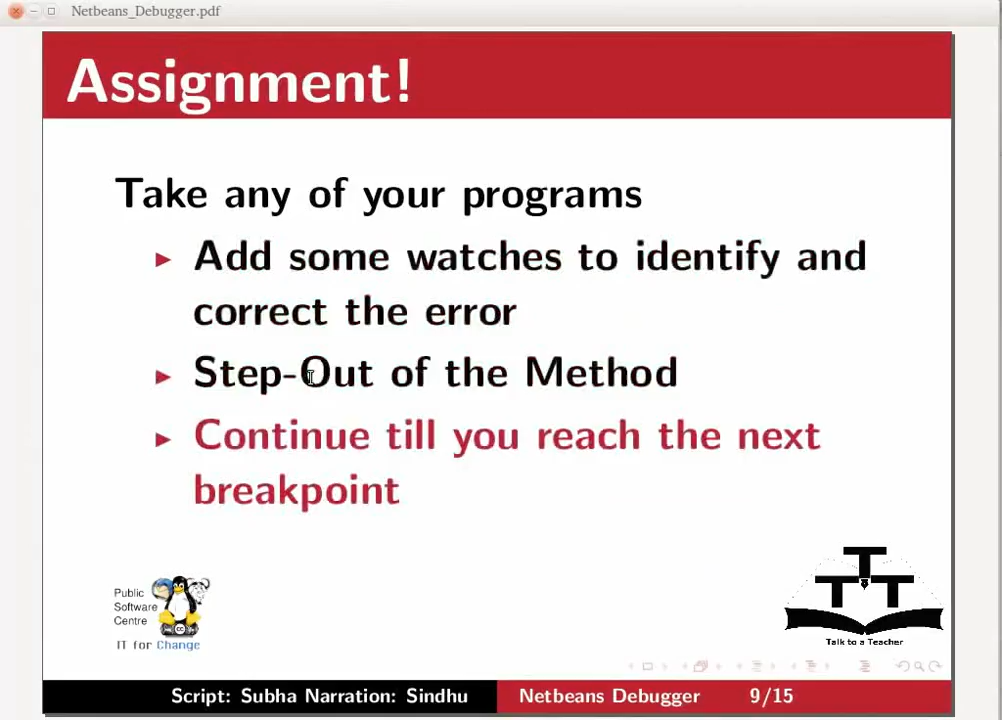 Netbeans_Debugger.pdf
Assignment!
Take any of your programs
Add some watches to identify and
correct the error
Step-Out of the Method
Continue till you reach the next
breakpoint
Public
Software
Centre
IT for Change
T T T
Talk to a Teacher
Script: Subha Narration: Sindhu Netbeans Debugger 9/15